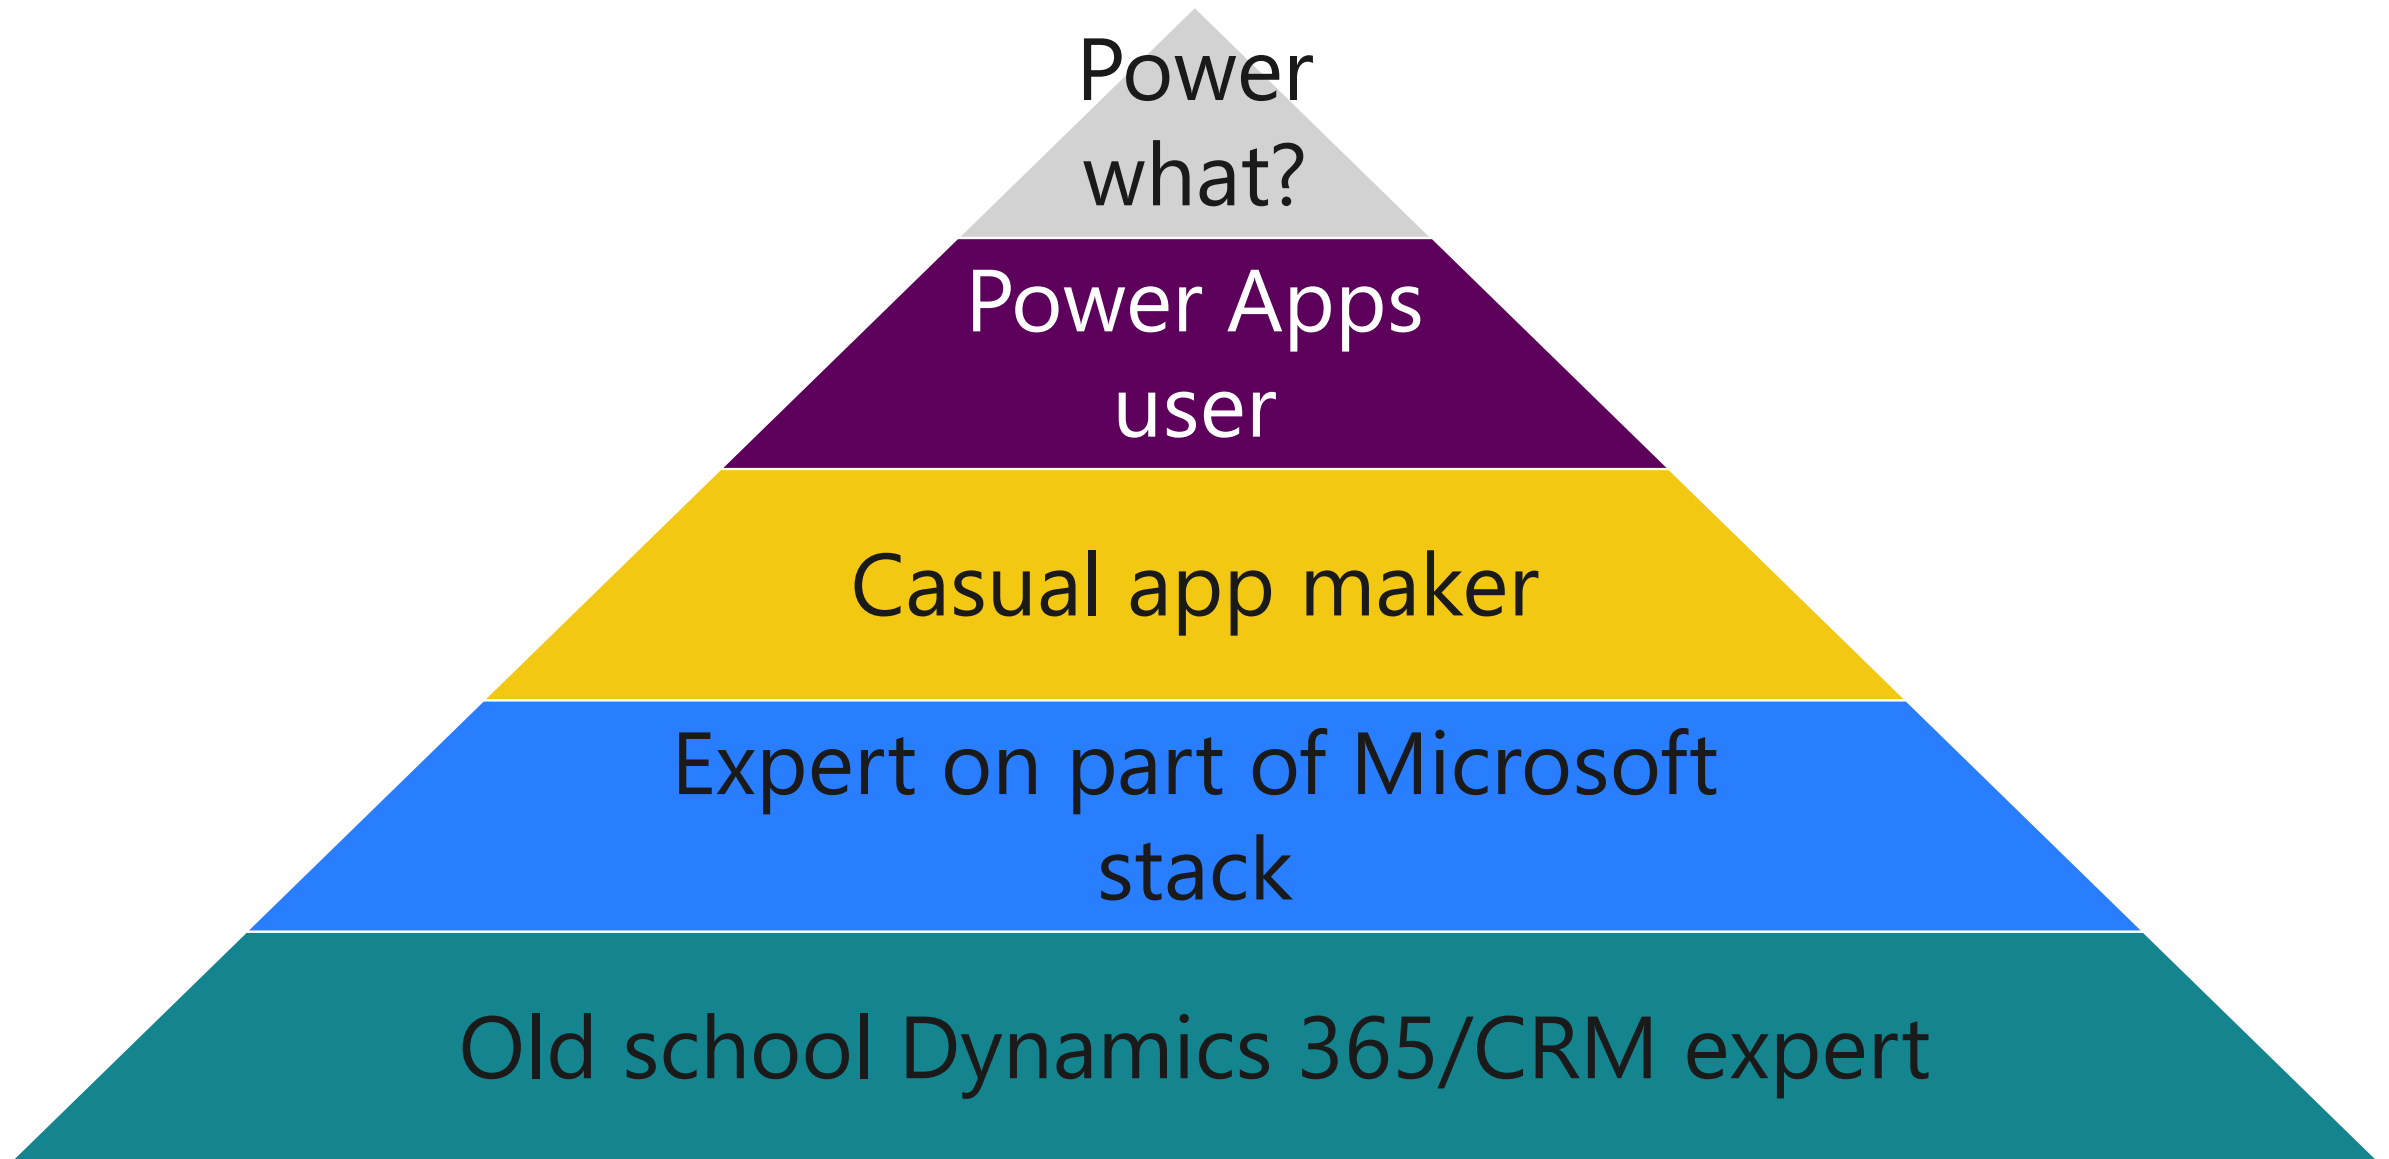 Power
what?
Power Apps
user
Casual app maker
Expert on part of Microsoft
stack
Old school Dynamics 365/CRM expert